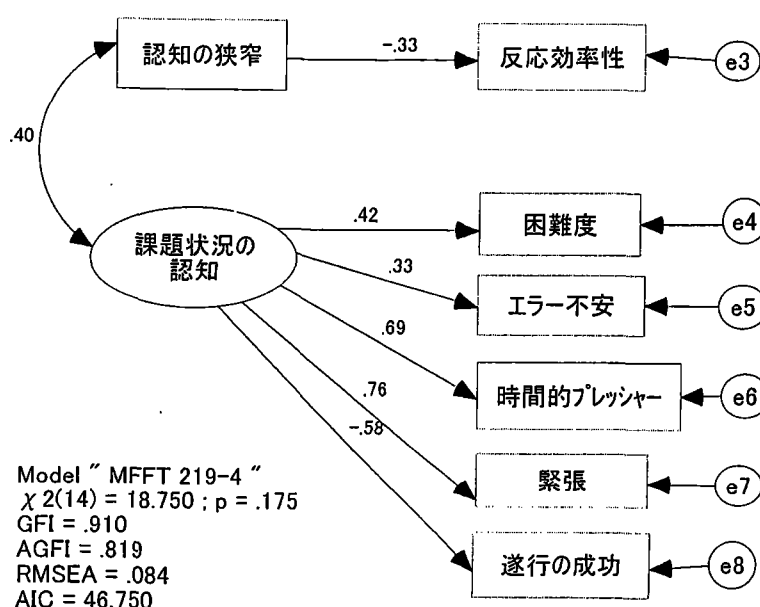 認知の狭窄
-.33
反応効率性
e3
.40
課題状況の
認知
.42
困難度
e4
.33
エラー不安
e5
.69
時間的プレッシャー
e6
.76
緊張
e7
-.58
遂行の成功
e8
Model " MFFT 219-4 "
χ2(14) = 18.750 ; p = .175
GFI = .910
AGFI = .819
RMSEA = .084
AIC = 46.750